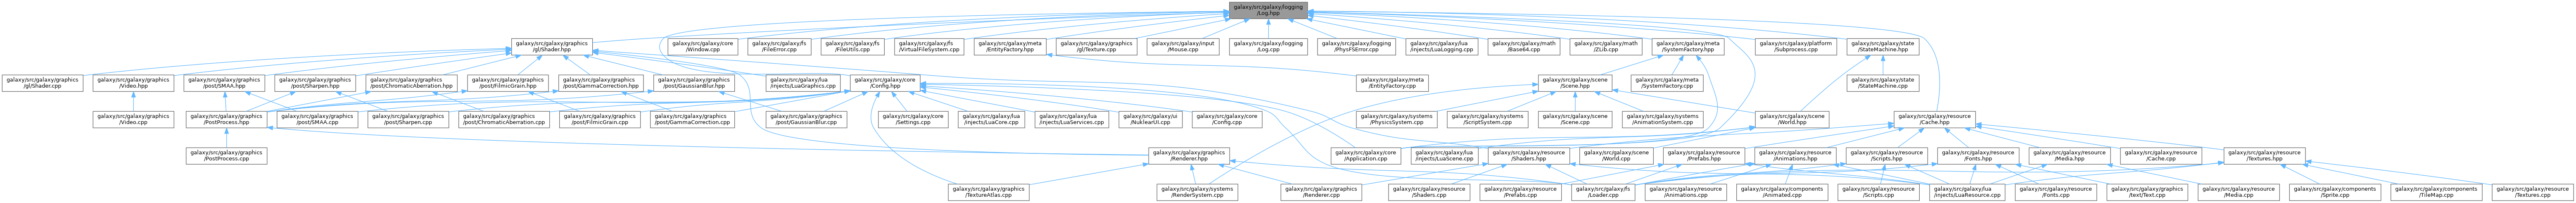 galaxy/src/galaxy/logging
/Log.hpp
galaxy/src/galaxy/graphics
/gl/Shader.hpp
galaxy/src/galaxy/core
/Window.cpp
galaxy/src/galaxy/fs
/FileError.cpp
galaxy/src/galaxy/fs
/FileUtils.cpp
galaxy/src/galaxy/fs
/VirtualFileSystem.cpp
galaxy/src/galaxy/meta
/EntityFactory.hpp
galaxy/src/galaxy/graphics
/gl/Texture.cpp
galaxy/src/galaxy/input
/Mouse.cpp
galaxy/src/galaxy/logging
/Log.cpp
galaxy/src/galaxy/logging
/PhysFSError.cpp
galaxy/src/galaxy/lua
/injects/LuaLogging.cpp
galaxy/src/galaxy/math
/Base64.cpp
galaxy/src/galaxy/math
/ZLib.cpp
galaxy/src/galaxy/meta
/SystemFactory.hpp
galaxy/src/galaxy/platform
/Subprocess.cpp
galaxy/src/galaxy/state
/StateMachine.hpp
galaxy/src/galaxy/graphics
/gl/Shader.cpp
galaxy/src/galaxy/graphics
/Video.hpp
galaxy/src/galaxy/graphics
/post/SMAA.hpp
galaxy/src/galaxy/graphics
/post/Sharpen.hpp
galaxy/src/galaxy/graphics
/post/ChromaticAberration.hpp
galaxy/src/galaxy/graphics
/post/FilmicGrain.hpp
galaxy/src/galaxy/graphics
/post/GammaCorrection.hpp
galaxy/src/galaxy/graphics
/post/GaussianBlur.hpp
galaxy/src/galaxy/lua
/injects/LuaGraphics.cpp
galaxy/src/galaxy/core
/Config.hpp
galaxy/src/galaxy/meta
/EntityFactory.cpp
galaxy/src/galaxy/scene
/Scene.hpp
galaxy/src/galaxy/meta
/SystemFactory.cpp
galaxy/src/galaxy/state
/StateMachine.cpp
galaxy/src/galaxy/graphics
/Video.cpp
galaxy/src/galaxy/graphics
/PostProcess.hpp
galaxy/src/galaxy/graphics
/post/SMAA.cpp
galaxy/src/galaxy/graphics
/post/Sharpen.cpp
galaxy/src/galaxy/graphics
/post/ChromaticAberration.cpp
galaxy/src/galaxy/graphics
/post/FilmicGrain.cpp
galaxy/src/galaxy/graphics
/post/GammaCorrection.cpp
galaxy/src/galaxy/graphics
/post/GaussianBlur.cpp
galaxy/src/galaxy/core
/Settings.cpp
galaxy/src/galaxy/lua
/injects/LuaCore.cpp
galaxy/src/galaxy/lua
/injects/LuaServices.cpp
galaxy/src/galaxy/ui
/NuklearUI.cpp
galaxy/src/galaxy/core
/Config.cpp
galaxy/src/galaxy/systems
/PhysicsSystem.cpp
galaxy/src/galaxy/systems
/ScriptSystem.cpp
galaxy/src/galaxy/scene
/Scene.cpp
galaxy/src/galaxy/systems
/AnimationSystem.cpp
galaxy/src/galaxy/scene
/World.hpp
galaxy/src/galaxy/resource
/Cache.hpp
galaxy/src/galaxy/graphics
/PostProcess.cpp
galaxy/src/galaxy/graphics
/Renderer.hpp
galaxy/src/galaxy/core
/Application.cpp
galaxy/src/galaxy/lua
/injects/LuaScene.cpp
galaxy/src/galaxy/resource
/Shaders.hpp
galaxy/src/galaxy/scene
/World.cpp
galaxy/src/galaxy/resource
/Prefabs.hpp
galaxy/src/galaxy/resource
/Animations.hpp
galaxy/src/galaxy/resource
/Scripts.hpp
galaxy/src/galaxy/resource
/Fonts.hpp
galaxy/src/galaxy/resource
/Media.hpp
galaxy/src/galaxy/resource
/Cache.cpp
galaxy/src/galaxy/resource
/Textures.hpp
galaxy/src/galaxy/graphics
/TextureAtlas.cpp
galaxy/src/galaxy/systems
/RenderSystem.cpp
galaxy/src/galaxy/graphics
/Renderer.cpp
galaxy/src/galaxy/resource
/Shaders.cpp
galaxy/src/galaxy/resource
/Prefabs.cpp
galaxy/src/galaxy/fs
/Loader.cpp
galaxy/src/galaxy/resource
/Animations.cpp
galaxy/src/galaxy/components
/Animated.cpp
galaxy/src/galaxy/resource
/Scripts.cpp
galaxy/src/galaxy/lua
/injects/LuaResource.cpp
galaxy/src/galaxy/resource
/Fonts.cpp
galaxy/src/galaxy/graphics
/text/Text.cpp
galaxy/src/galaxy/resource
/Media.cpp
galaxy/src/galaxy/components
/Sprite.cpp
galaxy/src/galaxy/components
/TileMap.cpp
galaxy/src/galaxy/resource
/Textures.cpp